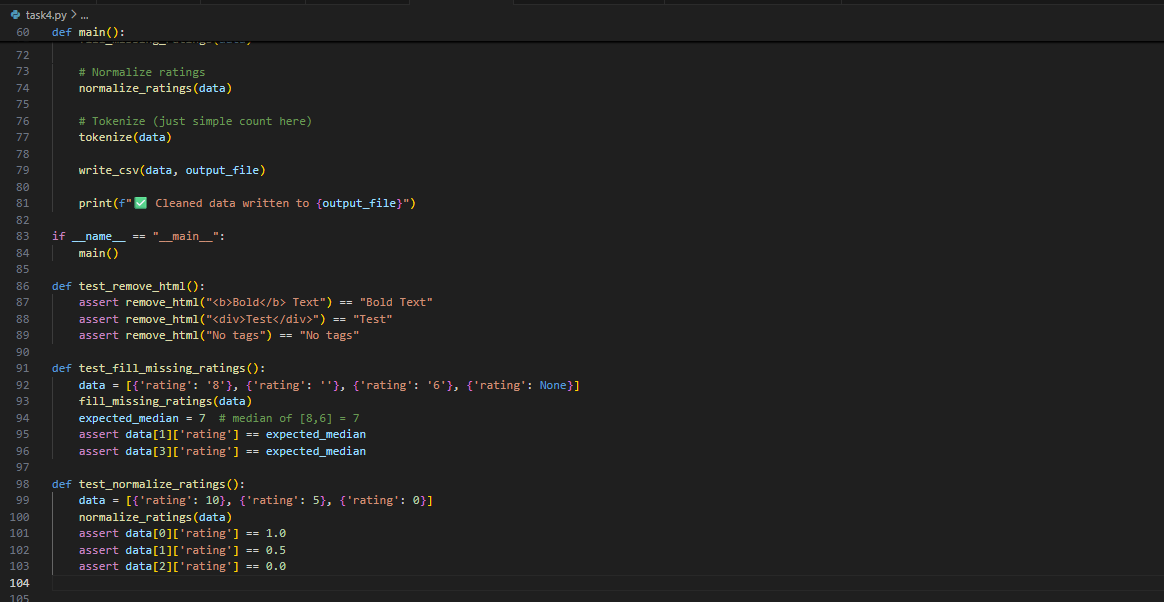 task4.py > ...
60 def main():
72
73 # Normalize ratings
74 normalize_ratings(data)
75
76 # Tokenize (just simple count here)
77 tokenize(data)
78
79 write_csv(data, output_file)
80
81 print(f"✅ Cleaned data written to {output_file}")
82
83 if __name__ == "__main__":
84 main()
85
86 def test_remove_html():
87 assert remove_html("<b>Bold</b> Text") == "Bold Text"
88 assert remove_html("<div>Test</div>") == "Test"
89 assert remove_html("No tags") == "No tags"
90
91 def test_fill_missing_ratings():
92 data = [{'rating': '8'}, {'rating': ''}, {'rating': '6'}, {'rating': None}]
93 fill_missing_ratings(data)
94 expected_median = 7  # median of [8,6] = 7
95 assert data[1]['rating'] == expected_median
96 assert data[3]['rating'] == expected_median
97
98 def test_normalize_ratings():
99 data = [{'rating': 10}, {'rating': 5}, {'rating': 0}]
100 normalize_ratings(data)
101 assert data[0]['rating'] == 1.0
102 assert data[1]['rating'] == 0.5
103 assert data[2]['rating'] == 0.0
104
105